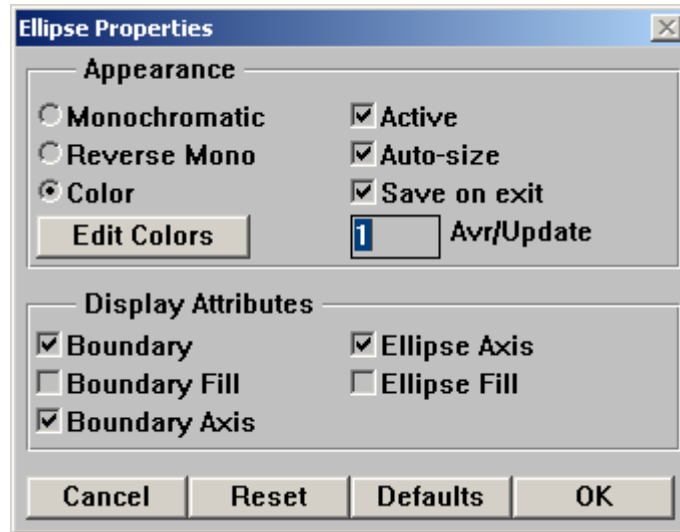 Ellipse Properties
Appearance
Monochromatic
Active
Reverse Mono
Auto-size
Color
Save on exit
Edit Colors
1 Avr/Update
Display Attributes
Boundary
Ellipse Axis
Boundary Fill
Ellipse Fill
Boundary Axis
Cancel Reset Defaults OK